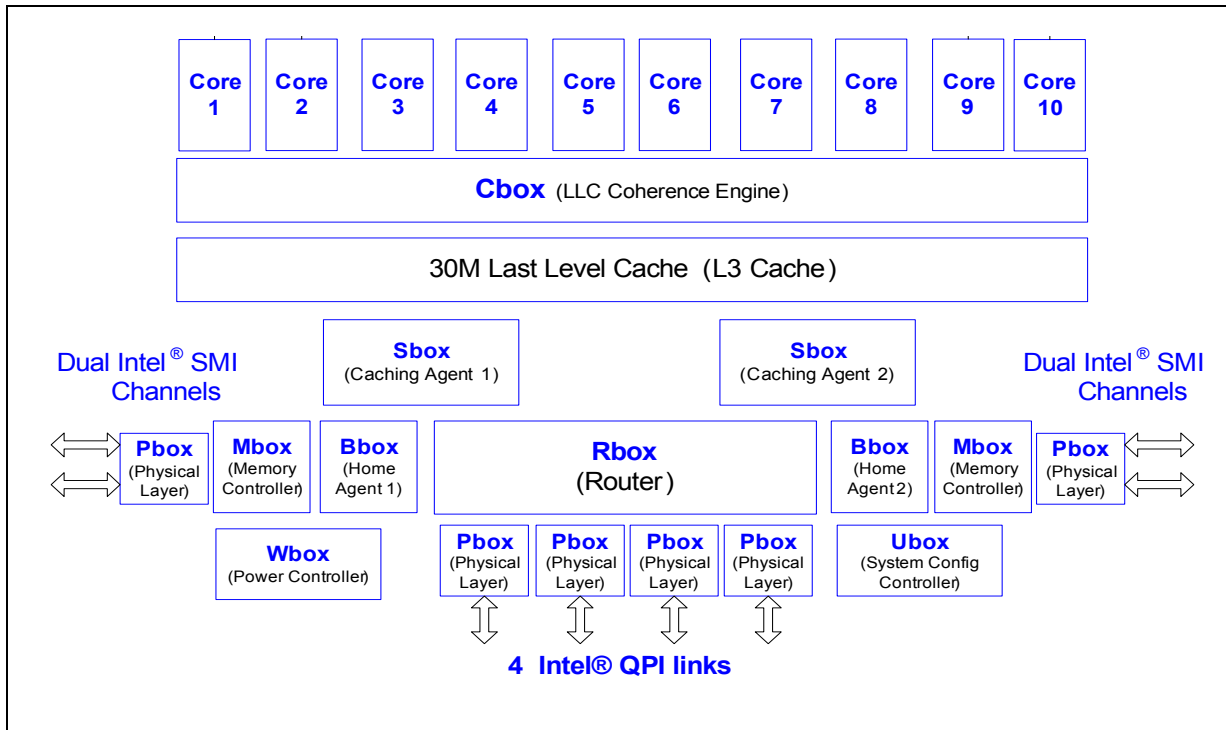 Core Core Core Core Core Core Core Core Core Core
1 2 3 4 5 6 7 8 9 10
Cbox (LLC Coherence Engine)
30M Last Level Cache (L3 Cache)
Sbox
(Caching Agent 1)
Sbox
(Caching Agent 2)
Dual Intel® SMI
Channels
Dual Intel® SMI
Channels
Pbox
(Physical
Layer)
Mbox
(Memory
Controller)
Bbox
(Home
Agent 1)
Rbox
(Router)
Bbox
(Home
Agent2)
Mbox
(Memory
Controller)
Pbox
(Physical
Layer)
Wbox
(Power Controller)
Pbox
(Physical
Layer)
Pbox
(Physical
Layer)
Pbox
(Physical
Layer)
Pbox
(Physical
Layer)
Ubox
(System Config
Controller)
4 Intel® QPI links